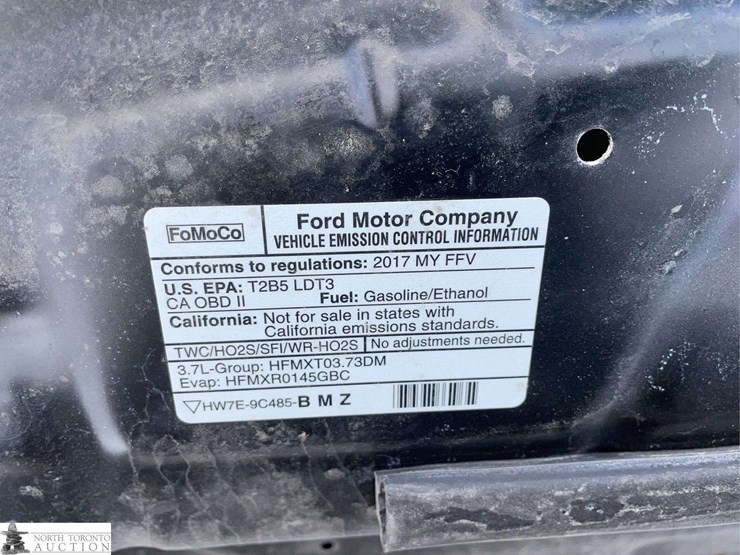 FoMoCo
Ford Motor Company
VEHICLE EMISSION CONTROL INFORMATION
Conforms to regulations: 2017 MY FFV
U.S. EPA: T2B5 LDT3
CA OBD II Fuel: Gasoline/Ethanol
California: Not for sale in states with
California emissions standards.
TWC/HO2S/SFI/WR-HO2S No adjustments needed.
3.7L-Group: HFMXT03.73DM
Evap: HFMXR0145GBC
HW7E-9C485-B M Z
NORTH TORONTO
AUCTION